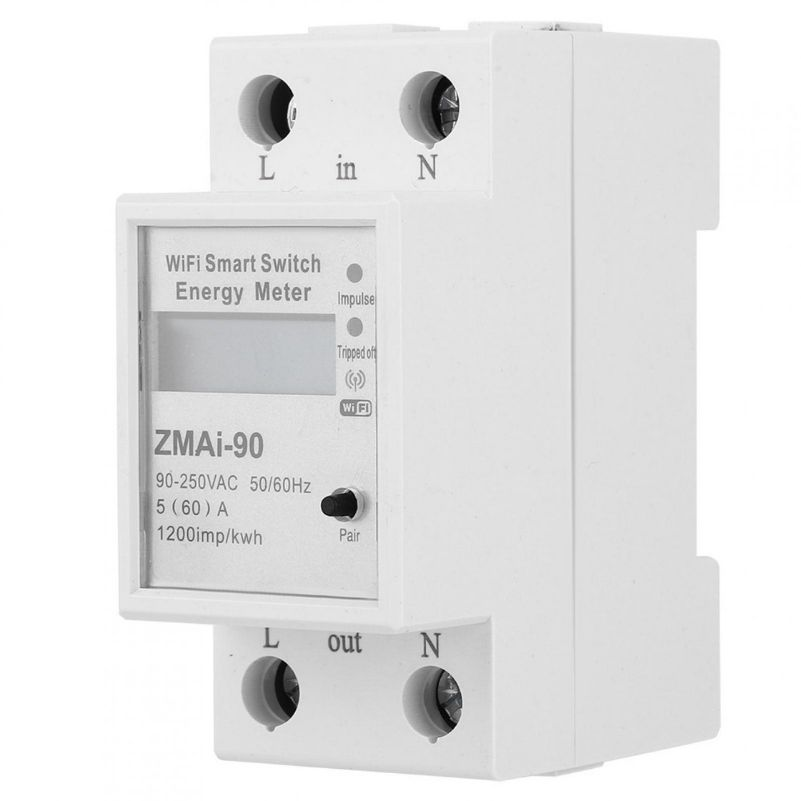 L in N
WiFi Smart Switch
Energy Meter
Impulse
Tripped off
WiFi
ZMAi-90
90-250VAC 50/60Hz
5 (60) A
1200imp/kwh
Pair
L out N